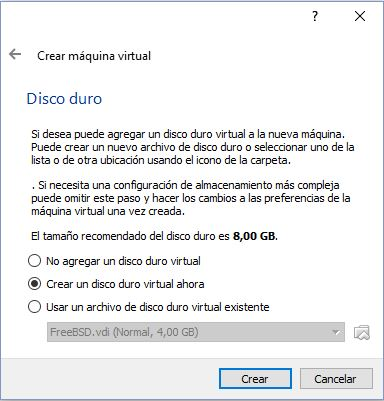 ?
Crear máquina virtual
Disco duro
Si desea puede agregar un disco duro virtual a la nueva máquina.
Puede crear un nuevo archivo de disco duro o seleccionar uno de la
lista o de otra ubicación usando el icono de la carpeta.
. Si necesita una configuración de almacenamiento más compleja
puede omitir este paso y hacer los cambios a las preferencias de la
máquina virtual una vez creada.
El tamaño recomendado del disco duro es 8,00 GB.
No agregar un disco duro virtual
Crear un disco duro virtual ahora
Usar un archivo de disco duro virtual existente
FreeBSD.vdi (Normal, 4,00 GB)
Crear Cancelar